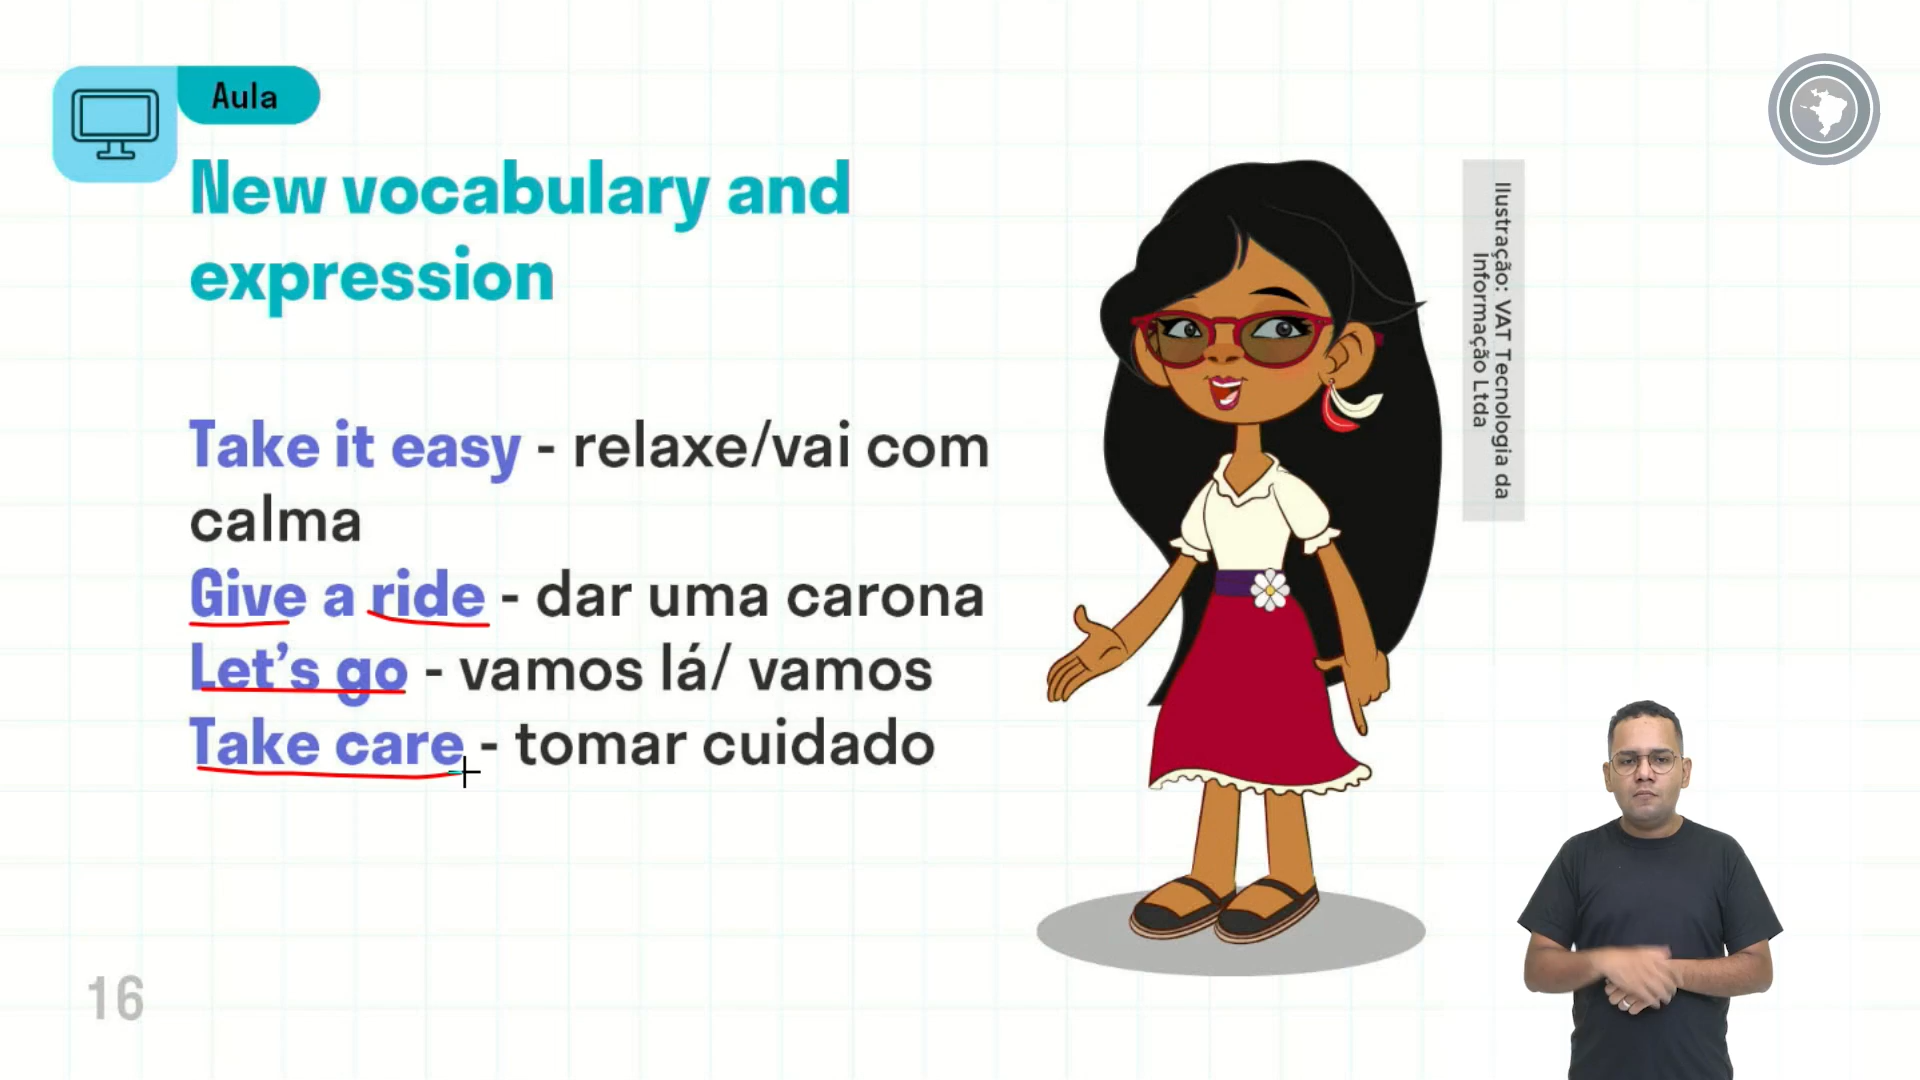 Aula
New vocabulary and
expression
Take it easy - relaxe/vai com
calma
Give a ride - dar uma carona
Let's go - vamos lá/ vamos
Take care - tomar cuidado
Ilustração: VAT Tecnologia da
Informação Ltda
16